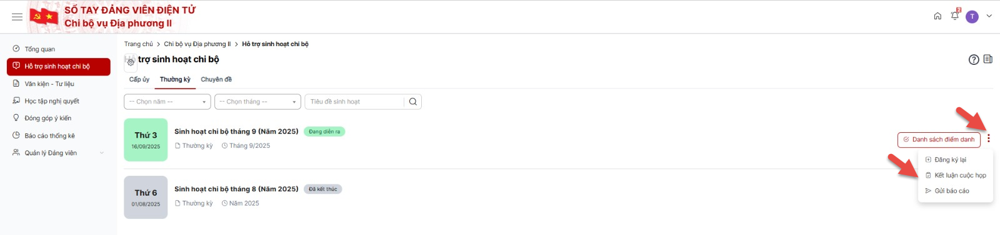 SỔ TAY ĐẢNG VIÊN ĐIỆN TỬ
Chi bộ vụ Địa phương II
2
T
Tổng quan
Hỗ trợ sinh hoạt chi bộ
Văn kiện - Tư liệu
Học tập nghị quyết
Đóng góp ý kiến
Báo cáo thống kê
Quản lý Đảng viên
Trang chủ > Chi bộ vụ Địa phương II > Hỗ trợ sinh hoạt chi bộ
trợ sinh hoạt chi bộ
Cấp ủy Thường kỳ Chuyên đề
-- Chọn năm -- -- Chọn tháng -- Tiêu đề sinh hoạt
Thứ 3
16/09/2025
Sinh hoạt chi bộ tháng 9 (Năm 2025) Đang diễn ra
Thường kỳ Tháng 9/2025
Danh sách điểm danh
Đăng ký lại
Kết luận cuộc họp
Gửi báo cáo
Thứ 6
01/08/2025
Sinh hoạt chi bộ tháng 8 (Năm 2025) Đã kết thúc
Thường kỳ Năm 2025